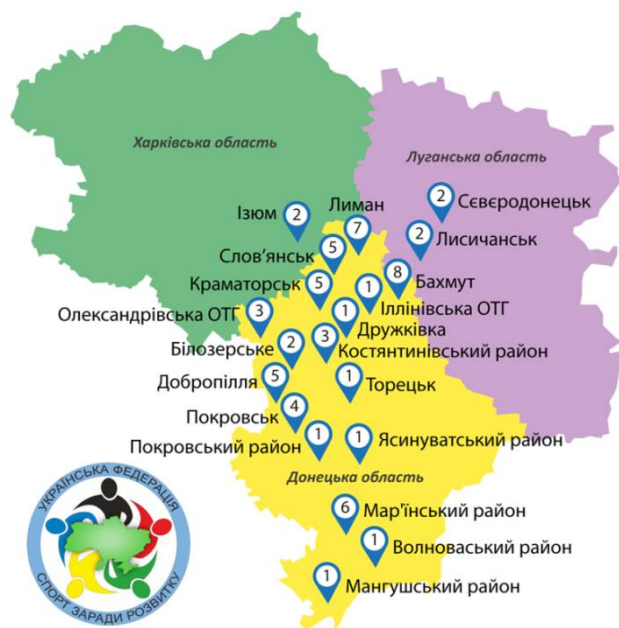 Харківська область
Луганська область
Ізюм 2
Лиман
7
2 Сєвєродонецьк
2 Лисичанськ
Слов'янськ 5
Краматорськ 5
8 Бахмут
1 Іллінівська ОТГ
Олександрівська ОТГ 3
1 Дружківка
Білозерське 2
3 Костянтинівський район
Добропілля 5
1 Торецьк
Покровськ 4
Покровський район 1
1 Ясинуватський район
Донецька область
6 Мар'їнський район
1 Волноваський район
1 Мангушський район
УКРАЇНСЬКА ФЕДЕРАЦІЯ
СПОРТ ЗАРАДИ РОЗВИТКУ